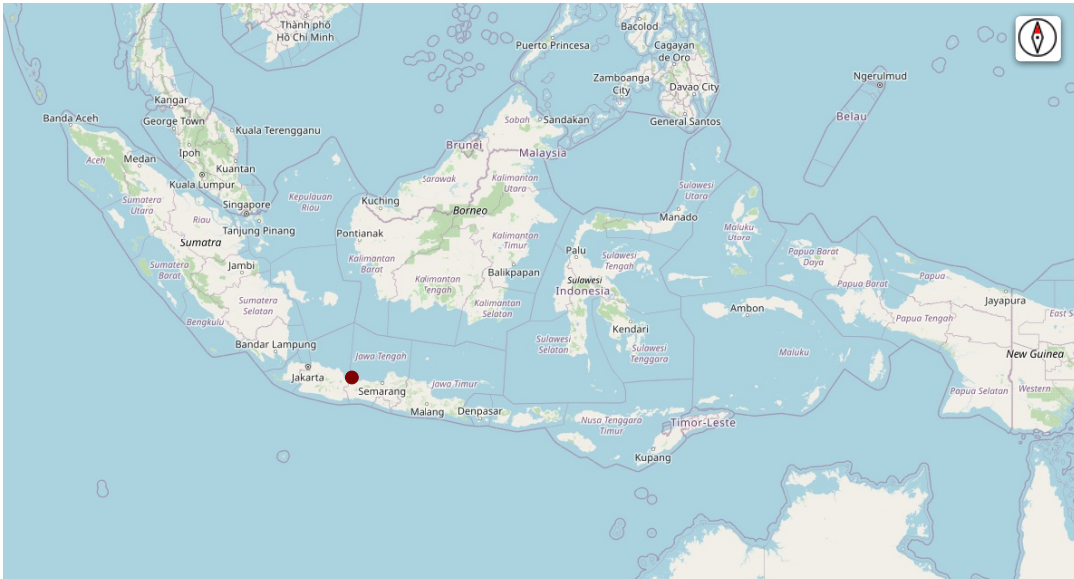 Thành phố
Hồ Chí Minh
Bacolod
Puerto Princesa
Cagayan
de Oro
Zamboanga
City
Davao City
General Santos
Ngerulmud
Belau
Kangar
Banda Aceh
George Town
Kuala Terengganu
Ipoh
Medan
Aceh
Kuantan
Kuala Lumpur
Sumatera
Utara
Singapore
Riau
Tanjung Pinang
Kepulauan
Riau
Sumatra
Sumatera
Barat
Jambi
Sumatera
Selatan
Bengkulu
Bandar Lampung
Sabah
Sandakan
Brunei
Malaysia
Sarawak
Kalimantan
Utara
Kuching
Borneo
Pontianak
Kalimantan
Timur
Kalimantan
Barat
Balikpapan
Kalimantan
Tengah
Kalimantan
Selatan
Sulawesi
Utara
Manado
Maluku
Utara
Palu
Sulawesi
Tengah
Sulawesi
Indonesia
Kendari
Sulawesi
Selatan
Sulawesi
Tenggara
Ambon
Maluku
Papua Barat
Daya
Papua Barat
Papua
Jayapura
Papua Tengah
East S
New Guinea
Papua Selatan
Western
Jakarta
Jawa Tengah
Semarang
Jawa Timur
Malang
Denpasar
Nusa Tenggara
Timur
Timor-Leste
Kupang